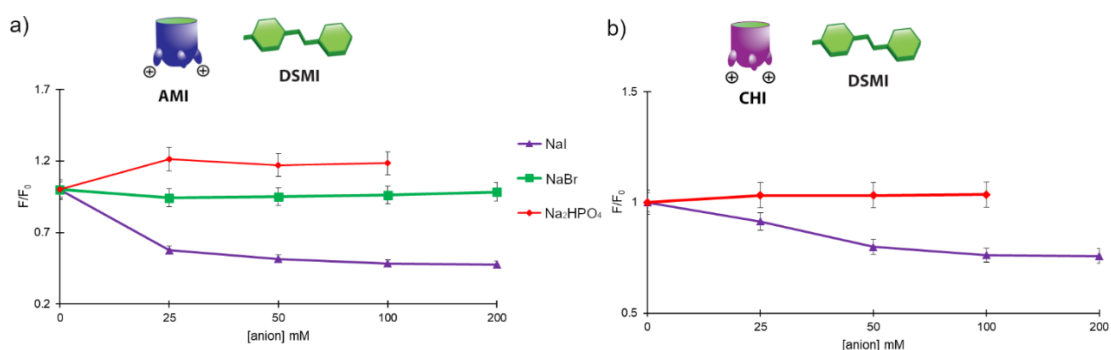 a)
⊕ ⊕
AMI
DSMI
1.7
1.2
0.7
0.2
F/F₀
0 25 50 100 200
[anion] mM
NaI
NaBr
Na₂HPO₄
b)
⊕ ⊕
CHI
DSMI
1.5
1
0.5
F/F₀
0 25 50 100 200
[anion] mM